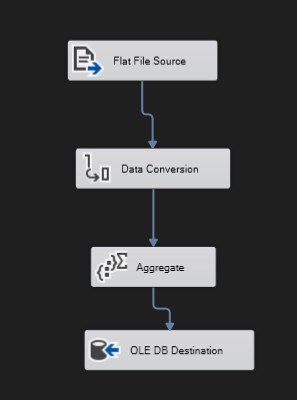 Flat File Source
Data Conversion
Aggregate
OLE DB Destination